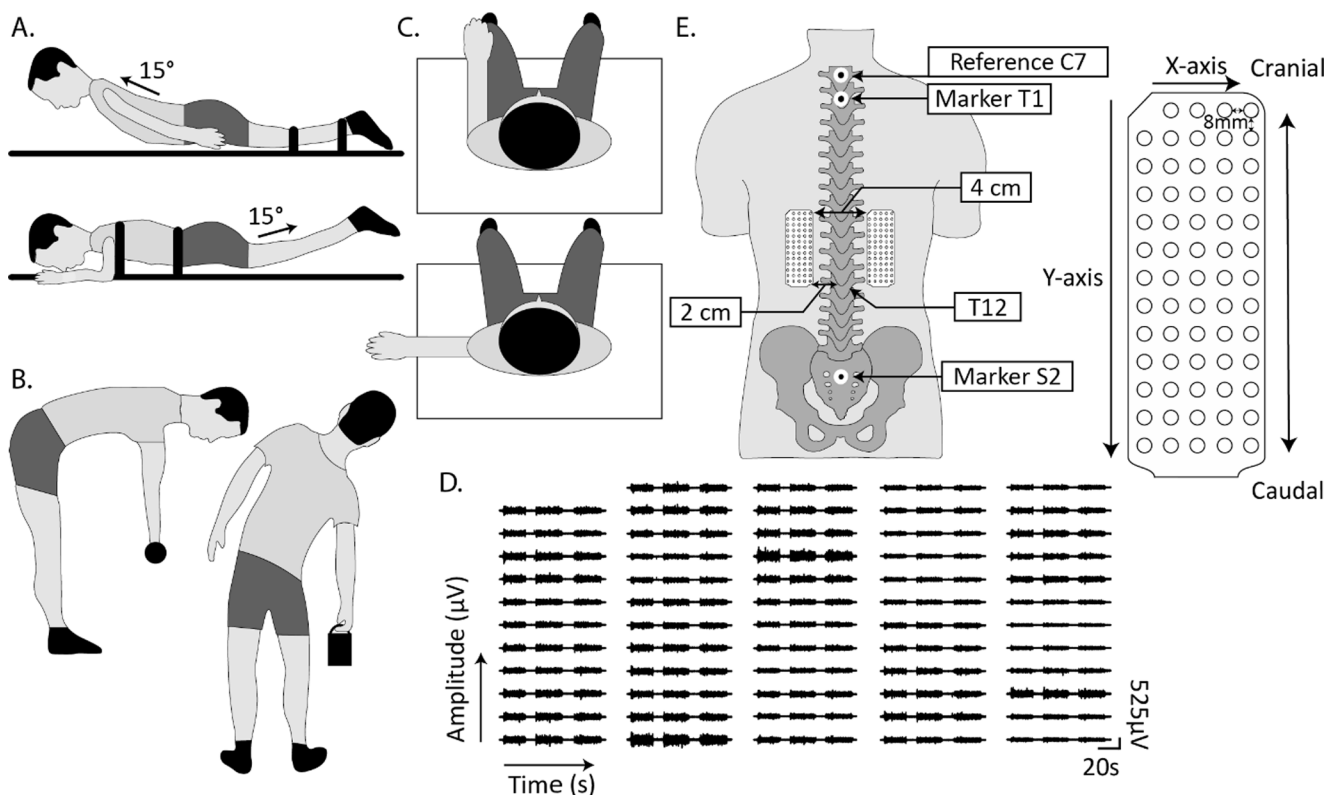 A.
15°
15°
B.
C.
E.
Reference C7
Marker T1
4 cm
2 cm
T12
Marker S2
X-axis
Cranial
8mm
Y-axis
Caudal
D.
Amplitude (µV)
Time (s)
525µV
20s